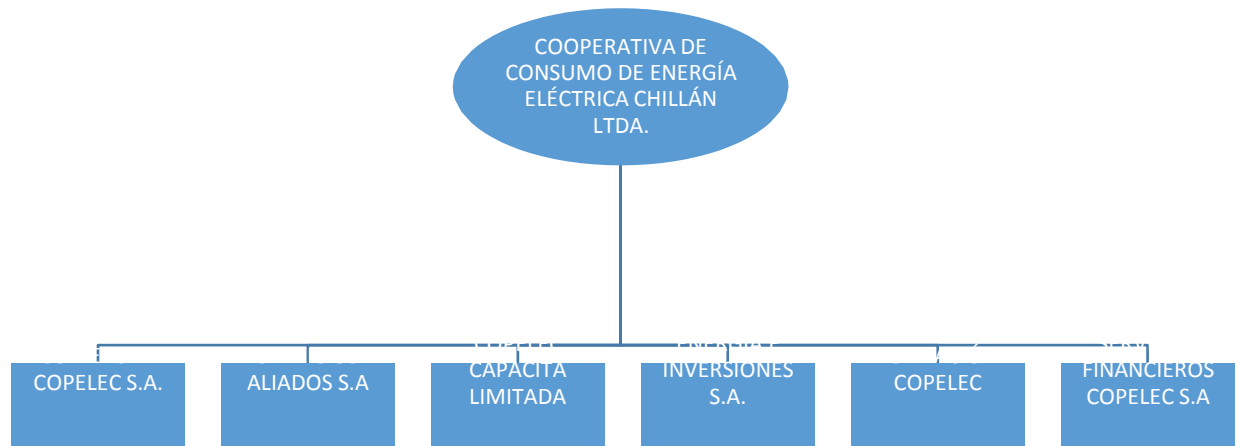 COOPERATIVA DE
CONSUMO DE ENERGÍA
ELÉCTRICA CHILLÁN
LTDA.
COPELEC S.A.
ALIADOS S.A
CAPACITA
LIMITADA
INVERSIONES
S.A.
COPELEC
FINANCIEROS
COPELEC S.A